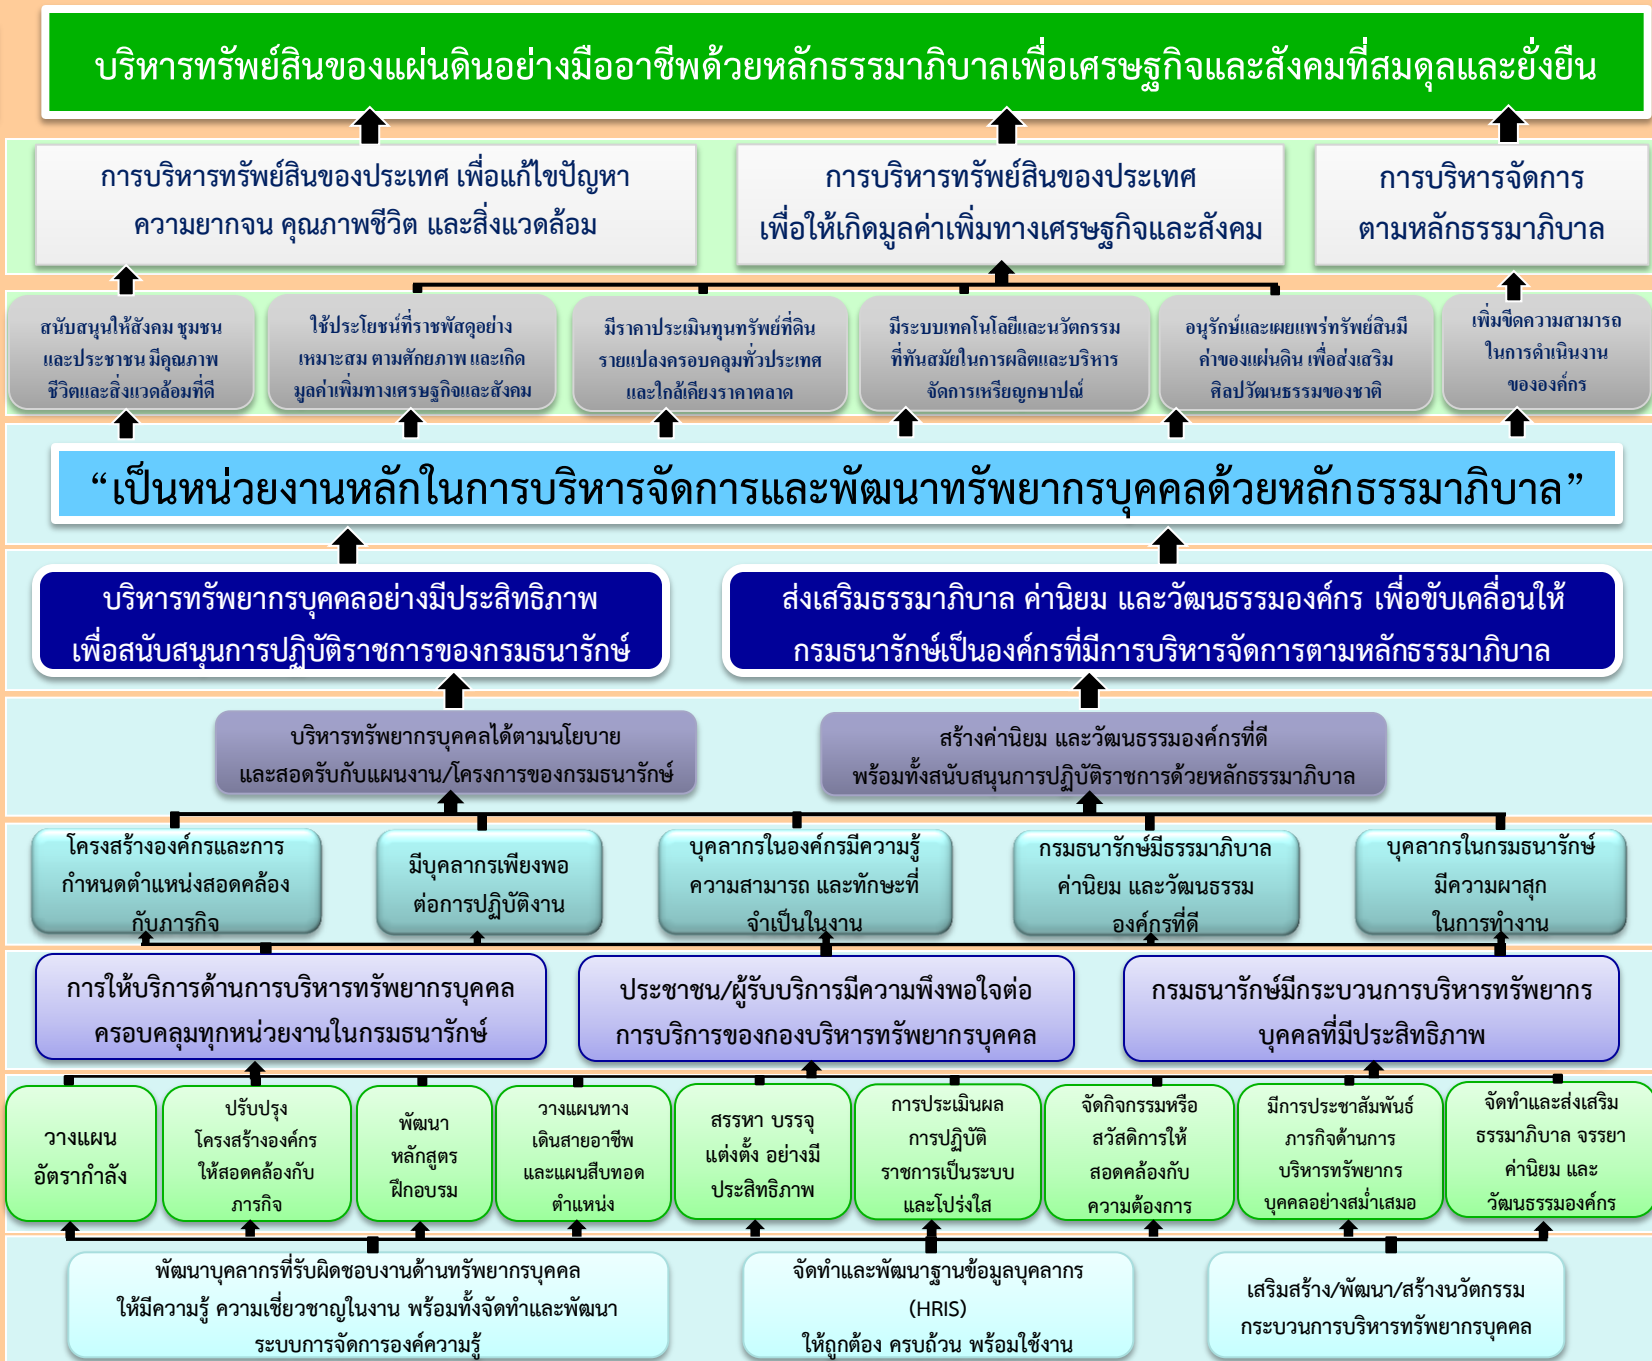 บริหารทรัพย์สินของแผ่นดินอย่างมืออาชีพด้วยหลักธรรมาภิบาลเพื่อเศรษฐกิจและสังคมที่สมดุลและยั่งยืน
การบริหารทรัพย์สินของประเทศ เพื่อแก้ไขปัญหา
ความยากจน คุณภาพชีวิต และสิ่งแวดล้อม
การบริหารทรัพย์สินของประเทศ
เพื่อให้เกิดมูลค่าเพิ่มทางเศรษฐกิจและสังคม
การบริหารจัดการ
ตามหลักธรรมาภิบาล
สนับสนุนให้สังคม ชุมชน
และประชาชน มีคุณภาพ
ชีวิตและสิ่งแวดล้อมที่ดี
ใช้ประโยชน์ที่ราชพัสดุอย่าง
เหมาะสม ตามศักยภาพ และเกิด
มูลค่าเพิ่มทางเศรษฐกิจและสังคม
มีราคาประเมินทุนทรัพย์ที่ดิน
รายแปลงครอบคลุมทั่วประเทศ
และใกล้เคียงราคาตลาด
มีระบบเทคโนโลยีและนวัตกรรม
ที่ทันสมัยในการผลิตและบริหาร
จัดการเหรียญกษาปณ์
อนุรักษ์และเผยแพร่ทรัพย์สินมี
ค่าของแผ่นดิน เพื่อส่งเสริม
ศิลปวัฒนธรรมของชาติ
เพิ่มขีดความสามารถ
ในการดำเนินงาน
ขององค์กร
“เป็นหน่วยงานหลักในการบริหารจัดการและพัฒนาทรัพยากรบุคคลด้วยหลักธรรมาภิบาล”
บริหารทรัพยากรบุคคลอย่างมีประสิทธิภาพ
เพื่อสนับสนุนการปฏิบัติราชการของกรมธนารักษ์
ส่งเสริมธรรมาภิบาล ค่านิยม และวัฒนธรรมองค์กร เพื่อขับเคลื่อนให้
กรมธนารักษ์เป็นองค์กรที่มีการบริหารจัดการตามหลักธรรมาภิบาล
บริหารทรัพยากรบุคคลได้ตามนโยบาย
และสอดรับกับแผนงาน/โครงการของกรมธนารักษ์
สร้างค่านิยม และวัฒนธรรมองค์กรที่ดี
พร้อมทั้งสนับสนุนการปฏิบัติราชการด้วยหลักธรรมาภิบาล
โครงสร้างองค์กรและการ
กำหนดตำแหน่งสอดคล้อง
กับภารกิจ
มีบุคลากรเพียงพอ
ต่อการปฏิบัติงาน
บุคลากรในองค์กรมีความรู้
ความสามารถ และทักษะที่
จำเป็นในงาน
กรมธนารักษ์มีธรรมาภิบาล
ค่านิยม และวัฒนธรรม
องค์กรที่ดี
บุคลากรในกรมธนารักษ์
มีความผาสุก
ในการทำงาน
การให้บริการด้านการบริหารทรัพยากรบุคคล
ครอบคลุมทุกหน่วยงานในกรมธนารักษ์
ประชาชน/ผู้รับบริการมีความพึงพอใจต่อ
การบริการของกองบริหารทรัพยากรบุคคล
กรมธนารักษ์มีกระบวนการบริหารทรัพยากร
บุคคลที่มีประสิทธิภาพ
วางแผน
อัตรากำลัง
ปรับปรุง
โครงสร้างองค์กร
ให้สอดคล้องกับ
ภารกิจ
พัฒนา
หลักสูตร
ฝึกอบรม
วางแผนทาง
เดินสายอาชีพ
และแผนสืบทอด
ตำแหน่ง
สรรหา บรรจุ
แต่งตั้ง อย่างมี
ประสิทธิภาพ
การประเมินผล
การปฏิบัติ
ราชการเป็นระบบ
และโปร่งใส
จัดกิจกรรมหรือ
สวัสดิการให้
สอดคล้องกับ
ความต้องการ
มีการประชาสัมพันธ์
ภารกิจด้านการ
บริหารทรัพยากร
บุคคลอย่างสม่ำเสมอ
จัดทำและส่งเสริม
ธรรมาภิบาล จรรยา
ค่านิยม และ
วัฒนธรรมองค์กร
พัฒนาบุคลากรที่รับผิดชอบงานด้านทรัพยากรบุคคล
ให้มีความรู้ ความเชี่ยวชาญในงาน พร้อมทั้งจัดทำและพัฒนา
ระบบการจัดการองค์ความรู้
จัดทำและพัฒนาฐานข้อมูลบุคลากร
(HRIS)
ให้ถูกต้อง ครบถ้วน พร้อมใช้งาน
เสริมสร้าง/พัฒนา/สร้างนวัตกรรม
กระบวนการบริหารทรัพยากรบุคคล